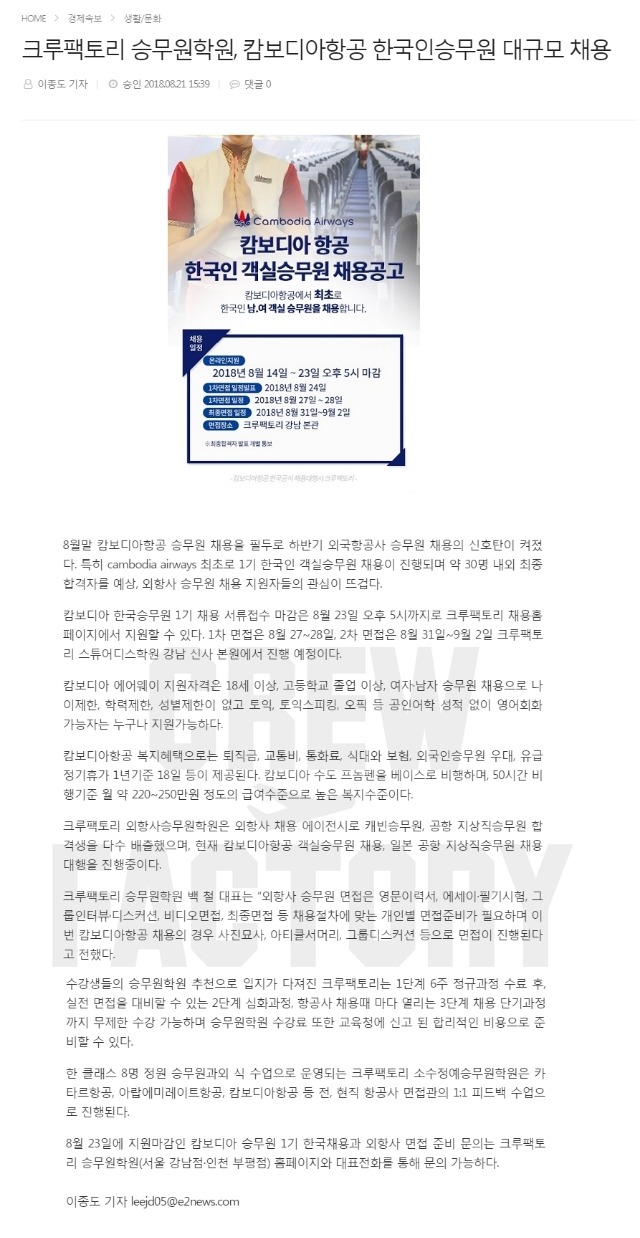 HOME > 경제속보 > 생활/문화
크루팩토리 승무원학원, 캄보디아항공 한국인승무원 대규모 채용
이종도 기자 | 승인 2018.08.21 15:39 | 댓글 0
Cambodia Airways
캄보디아 항공
한국인 객실승무원 채용공고
캄보디아항공에서 최초로
한국인 남.여 객실 승무원을 채용합니다.
채용
일정
온라인지원
2018년 8월 14일 ~ 23일 오후 5시 마감
1차면접 일정발표 2018년 8월 24일
1차면접 일정 2018년 8월 27일 ~ 28일
최종면접 일정 2018년 8월 31일~9월 2일
면접장소 크루팩토리 강남 본관
※최종합격자 발표 개별 통보
- 캄보디아항공 한국공식 채용대행사 크루팩토리 -
8월말 캄보디아항공 승무원 채용을 필두로 하반기 외국항공사 승무원 채용의 신호탄이 켜졌
다. 특히 cambodia airways 최초로 1기 한국인 객실승무원 채용이 진행되며 약 30명 내외 최종
합격자를 예상, 외항사 승무원 채용 지원자들의 관심이 뜨겁다.
캄보디아 한국승무원 1기 채용 서류접수 마감은 8월 23일 오후 5시까지로 크루팩토리 채용홈
페이지에서 지원할 수 있다. 1차 면접은 8월 27~28일, 2차 면접은 8월 31일~9월 2일 크루팩토
리 스튜어디스학원 강남 신사 본원에서 진행 예정이다.
캄보디아 에어웨이 지원자격은 18세 이상, 고등학교 졸업 이상, 여자·남자 승무원 채용으로 나
이제한, 학력제한, 성별제한이 없고 토익, 토익스피킹, 오픽 등 공인어학 성적 없이 영어회화
가능자는 누구나 지원가능하다.
캄보디아항공 복지혜택으로는 퇴직금, 교통비, 통화료, 식대와 보험, 외국인승무원 우대, 유급
정기휴가 1년기준 18일 등이 제공된다. 캄보디아 수도 프놈펜을 베이스로 비행하며, 50시간 비
행기준 월 약 220~250만원 정도의 급여수준으로 높은 복지수준이다.
크루팩토리 외항사승무원학원은 외항사 채용 에이전시로 캐빈승무원, 공항 지상직승무원 합
격생을 다수 배출했으며, 현재 캄보디아항공 객실승무원 채용, 일본 공항 지상직승무원 채용
대행을 진행중이다.
크루팩토리 승무원학원 백 철 대표는 "외항사 승무원 면접은 영문이력서, 에세이·필기시험, 그
룹인터뷰·디스커션, 비디오면접, 최종면접 등 채용절차에 맞는 개인별 면접준비가 필요하며 이
번 캄보디아항공 채용의 경우 사진묘사, 아티클서머리, 그룹디스커션 등으로 면접이 진행된다
고 전했다.
수강생들의 승무원학원 추천으로 입지가 다져진 크루팩토리는 1단계 6주 정규과정 수료 후,
실전 면접을 대비할 수 있는 2단계 심화과정, 항공사 채용때 마다 열리는 3단계 채용 단기과정
까지 무제한 수강 가능하며 승무원학원 수강료 또한 교육청에 신고 된 합리적인 비용으로 준
비할 수 있다.
한 클래스 8명 정원 승무원과외 식 수업으로 운영되는 크루팩토리 소수정예승무원학원은 카
타르항공, 아랍에미레이트항공, 캄보디아항공 등 전, 현직 항공사 면접관의 1:1 피드백 수업으
로 진행된다.
8월 23일에 지원마감인 캄보디아 승무원 1기 한국채용과 외항사 면접 준비 문의는 크루팩토
리 승무원학원(서울 강남점·인천 부평점) 홈페이지와 대표전화를 통해 문의 가능하다.
이종도 기자 leejd05@e2news.com
CREW
FACTORY